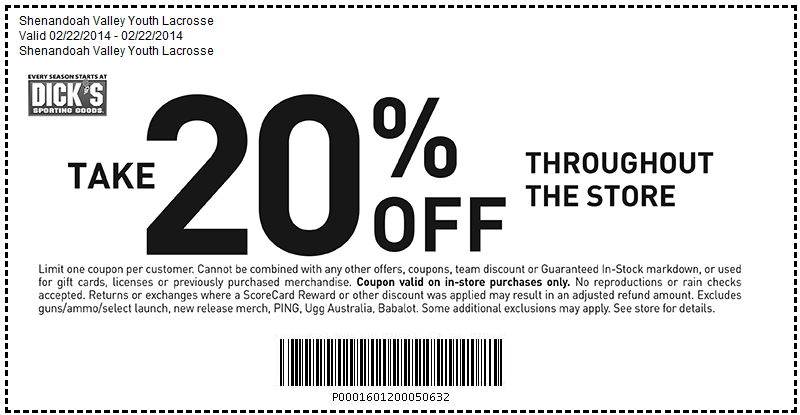 Shenandoah Valley Youth Lacrosse
Valid 02/22/2014 - 02/22/2014
Shenandoah Valley Youth Lacrosse
EVERY SEASON STARTS AT
DICK'S
SPORTING GOODS
TAKE 20% OFF THROUGHOUT
THE STORE
Limit one coupon per customer. Cannot be combined with any other offers, coupons, team discount or Guaranteed In-Stock markdown, or used
for gift cards, licenses or previously purchased merchandise. Coupon valid on in-store purchases only. No reproductions or rain checks
accepted. Returns or exchanges where a ScoreCard Reward or other discount was applied may result in an adjusted refund amount. Excludes
guns/ammo/select launch, new release merch, PING, Ugg Australia, Babalot. Some additional exclusions may apply. See store for details.
P0001601200050632